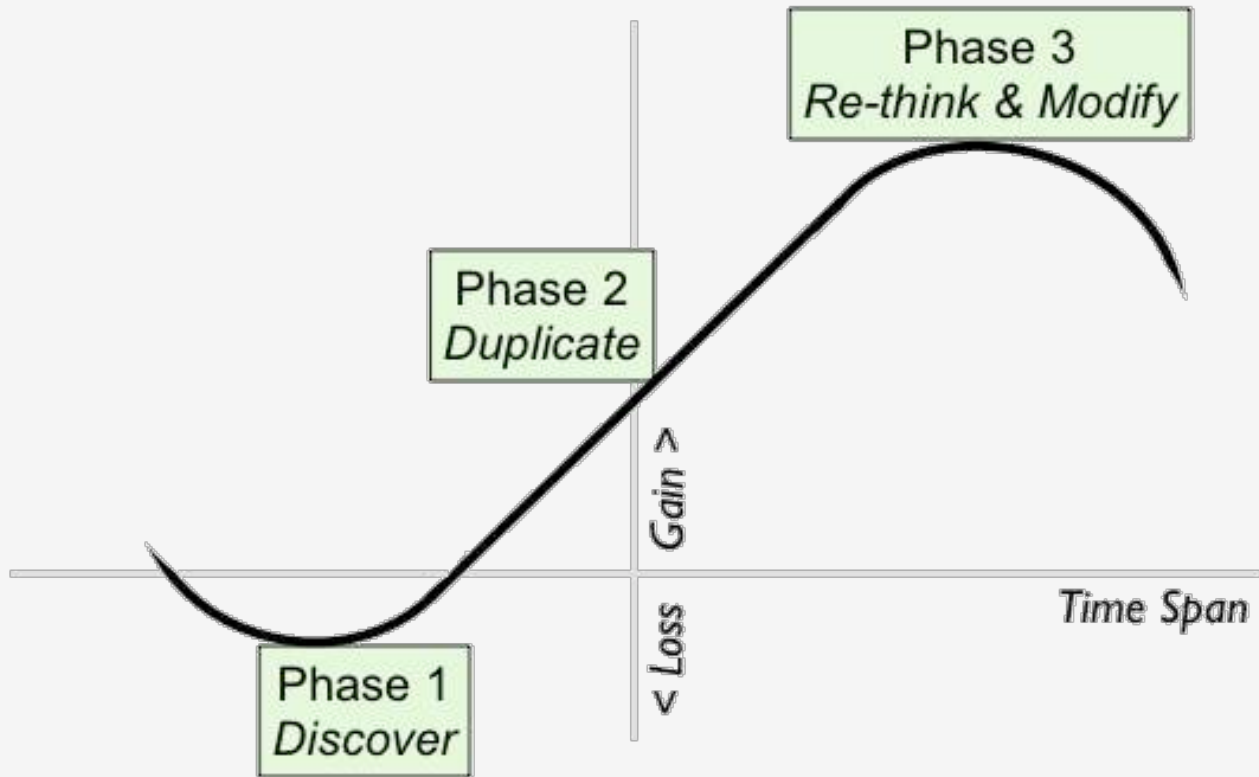 Phase 3
Re-think & Modify
Phase 2
Duplicate
Gain >
< Loss
Time Span
Phase 1
Discover